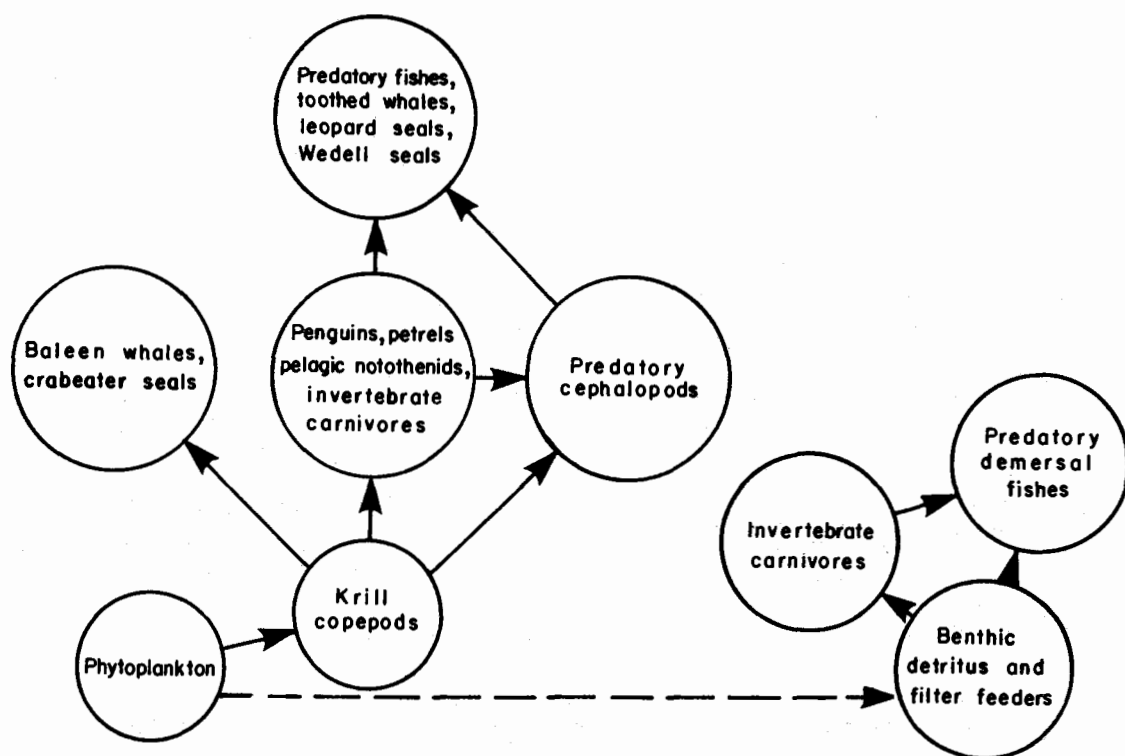 Predatory fishes,
toothed whales,
leopard seals,
Wedell seals
Baleen whales,
crabeater seals
Penguins, petrels
pelagic notothenids,
invertebrate
carnivores
Predatory
cephalopods
Predatory
demersal
fishes
Invertebrate
carnivores
Krill
copepods
Phytoplankton
Benthic
detritus and
filter feeders